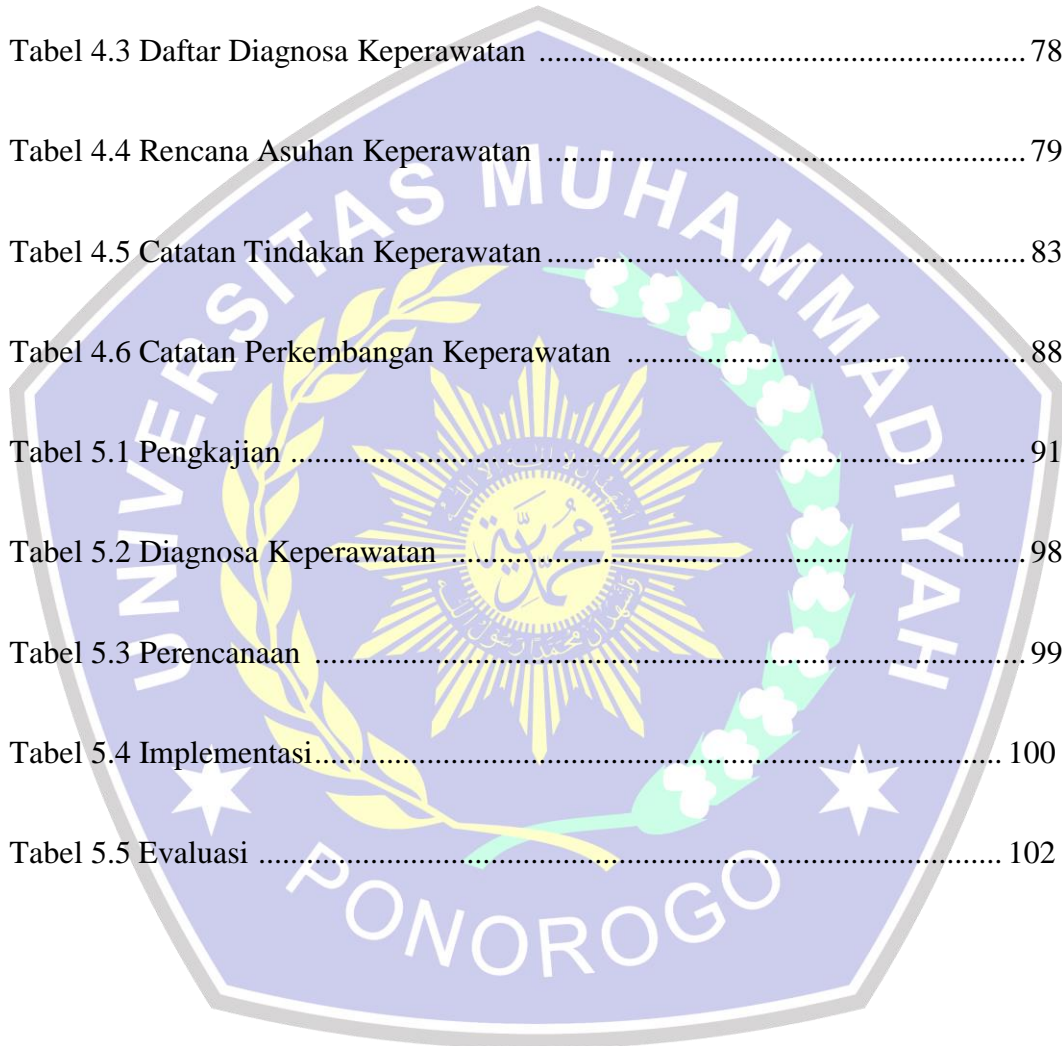 Tabel 4.3 Daftar Diagnosa Keperawatan ........................................................ 78
Tabel 4.4 Rencana Asuhan Keperawatan ....................................................... 79
Tabel 4.5 Catatan Tindakan Keperawatan ....................................................... 83
Tabel 4.6 Catatan Perkembangan Keperawatan ............................................. 88
Tabel 5.1 Pengkajian ........................................................................................ 91
Tabel 5.2 Diagnosa Keperawatan .................................................................... 98
Tabel 5.3 Perencanaan ..................................................................................... 99
Tabel 5.4 Implementasi.................................................................................. 100
Tabel 5.5 Evaluasi ......................................................................................... 102
UNIVERSITAS MUHAMMADIYAH
PONOROGO